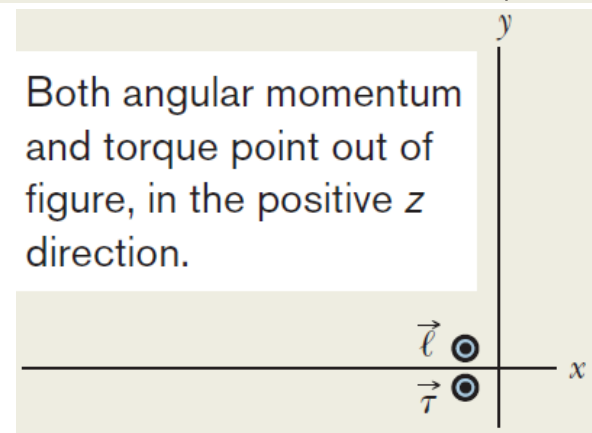 y
Both angular momentum
and torque point out of
figure, in the positive z
direction.
ℓ⃗
x
τ⃗